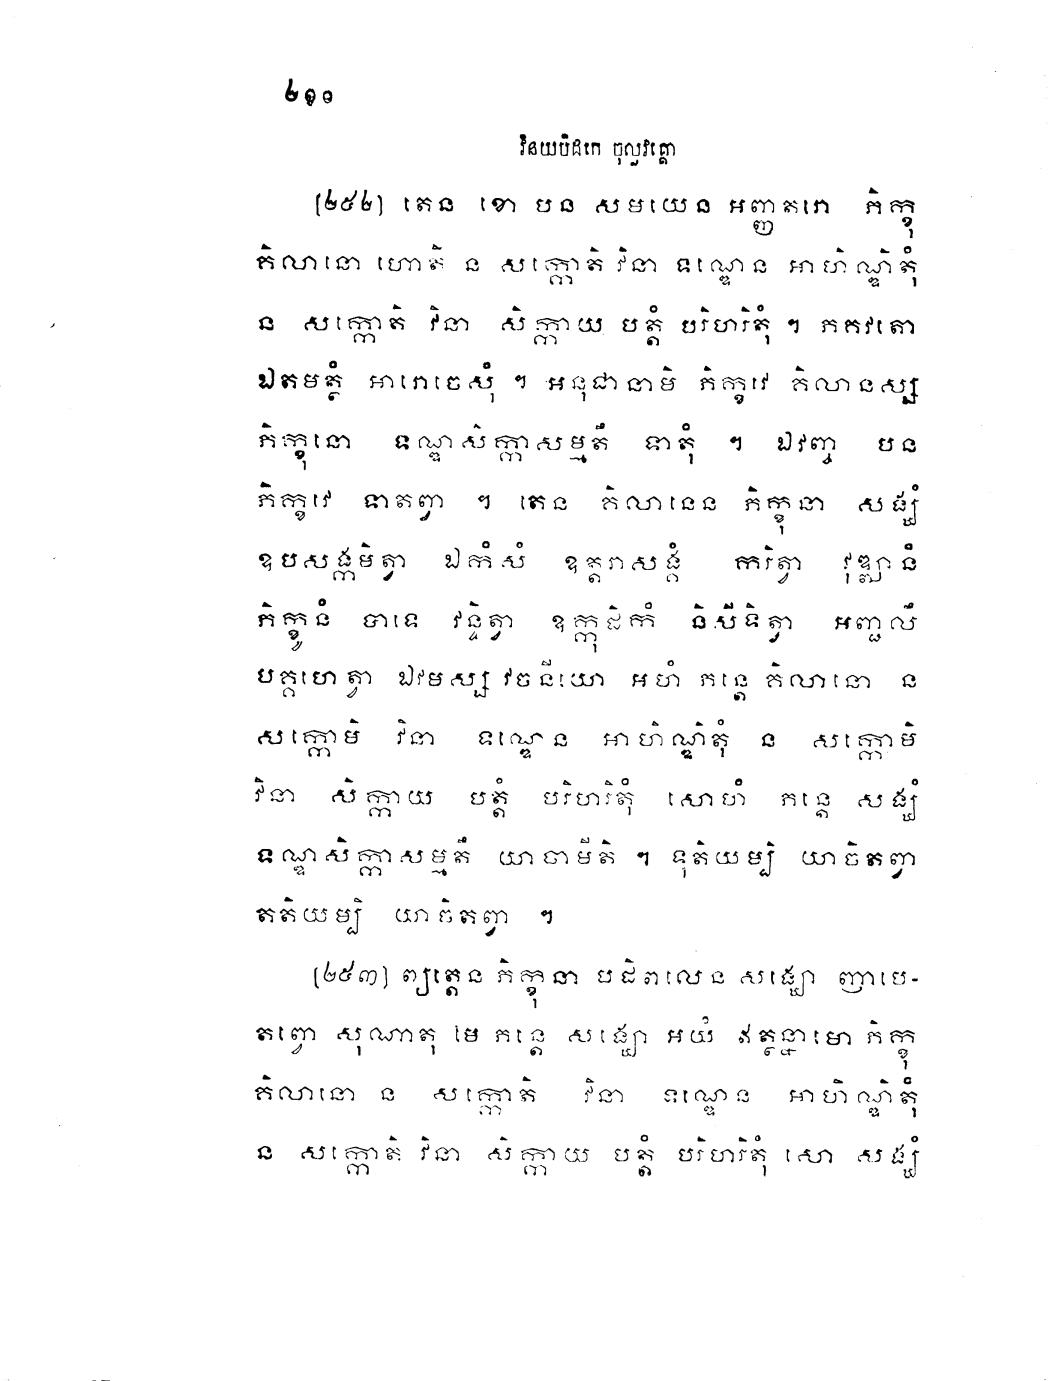 ២១០
វិនយបិដកេ ចុល្លវគ្គោ
[២៥២] តេន ខោ បន សមយេន អញ្ញតរោ ភិក្ខុ
គិលានោ ហោតិ ន សក្កោតិ វិនា ទណ្ឌេន អាហិណ្ឌិតុំ
ន សក្កោតិ វិនា សិក្កាយ បត្តំ បរិហរិតុំ ។ ភគវតោ
ឯតមត្ថំ អារោចេសុំ ។ អនុជានាមិ ភិក្ខវេ គិលានស្ស
ភិក្ខុនោ ទណ្ឌសិក្កាសម្មតឹ ទាតុំ ។ ឯវញ្ច បន
ភិក្ខវេ ទាតព្វា ។ តេន គិលានេន ភិក្ខុនា សង្ឃំ
ឧបសង្កមិត្វា ឯកំសំ ឧត្តរាសង្គំ ករិត្វា វុឌ្ឍានំ
ភិក្ខូនំ បាទេ វន្ទិត្វា ឧក្កុដិកំ និសីទិត្វា អញ្ជលឹ
បគ្គហេត្វា ឯវមស្ស វចនីយោ អហំ ភន្តេ គិលានោ ន
សក្កោមិ វិនា ទណ្ឌេន អាហិណ្ឌិតុំ ន សក្កោមិ
វិនា សិក្កាយ បត្តំ បរិហរិតុំ សោហំ ភន្តេ សង្ឃំ
ទណ្ឌសិក្កាសម្មតឹ យាចាមីតិ ។ ទុតិយម្បិ យាចិតព្វា
តតិយម្បិ យាចិតព្វា ។
[២៥៣] ព្យត្តេន ភិក្ខុនា បដិពលេន សង្ឃោ ញាបេ-
តព្វោ សុណាតុ មេ ភន្តេ សង្ឃោ អយំ ឥត្ថន្នាមោ ភិក្ខុ
គិលានោ ន សក្កោតិ វិនា ទណ្ឌេន អាហិណ្ឌិតុំ
ន សក្កោតិ វិនា សិក្កាយ បត្តំ បរិហរិតុំ សោ សង្ឃំ